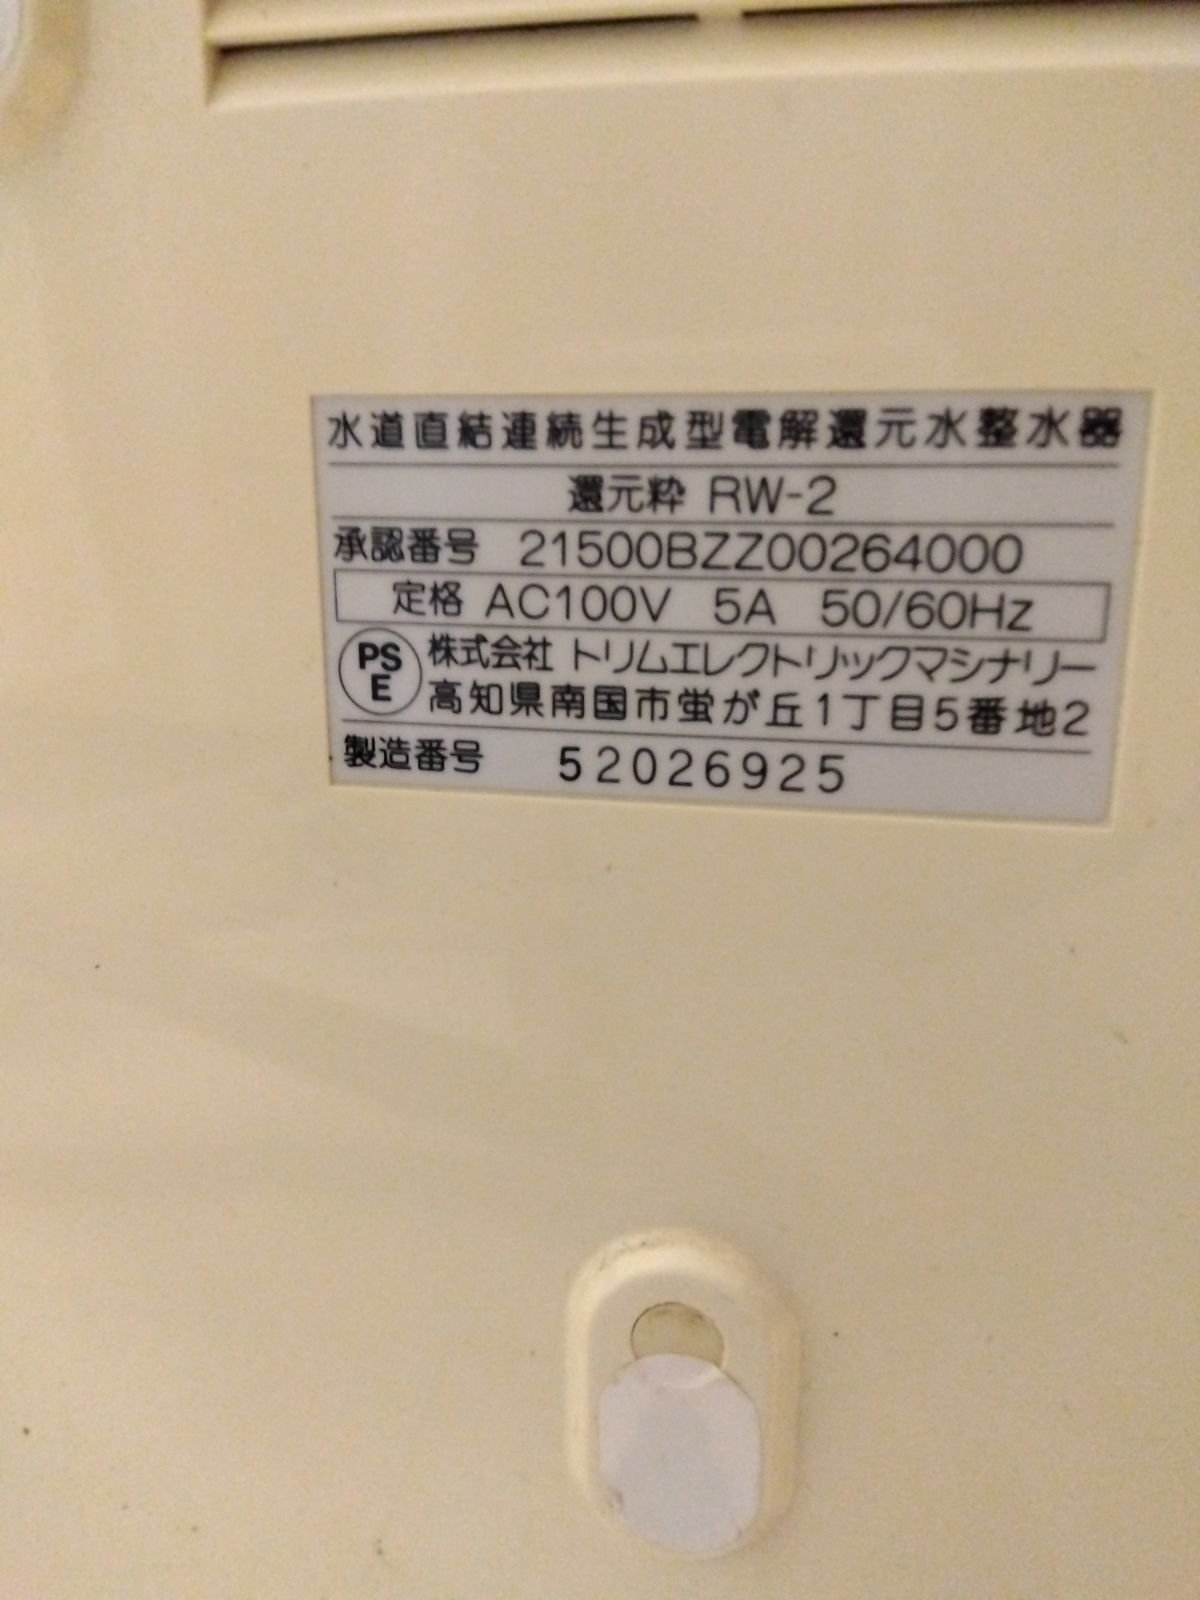 水道直結連続生成型電解還元水整水器
還元粋 RW-2
承認番号 21500BZZ00264000
定格 AC100V 5A 50/60Hz
PS
E
株式会社 トリムエレクトリックマシナリー
高知県南国市蛍が丘1丁目5番地2
製造番号 52026925